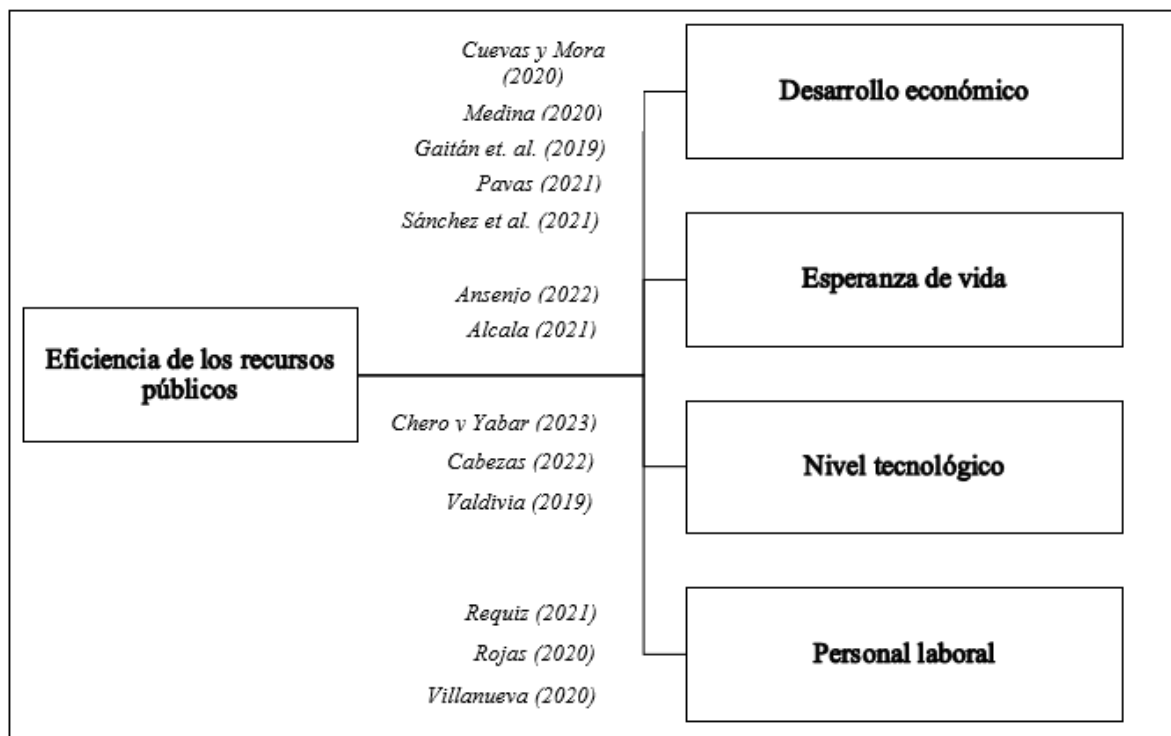 Cuevas y Mora
(2020)
Medina (2020)
Gaitán et. al. (2019)
Pavas (2021)
Sánchez et al. (2021)
Desarrollo económico
Ansenjo (2022)
Alcala (2021)
Esperanza de vida
Eficiencia de los recursos
públicos
Chero y Yabar (2023)
Cabezas (2022)
Valdivia (2019)
Nivel tecnológico
Requiz (2021)
Rojas (2020)
Villanueva (2020)
Personal laboral